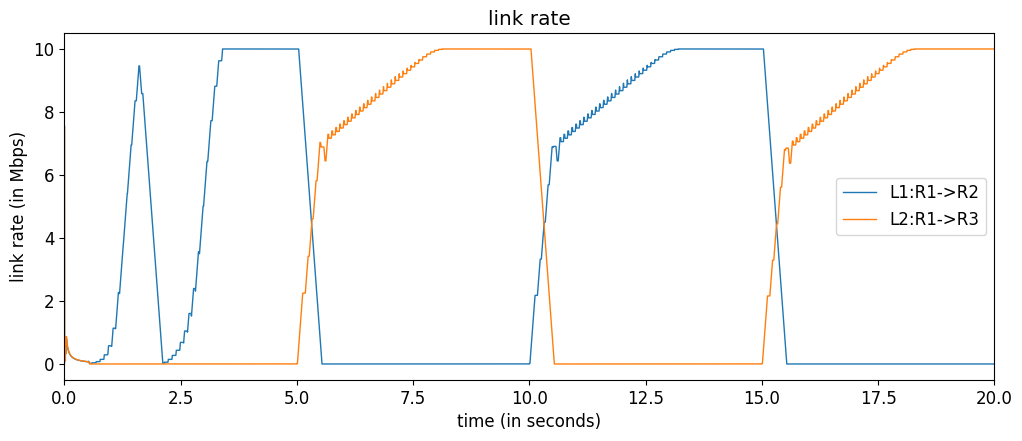 link rate
link rate (in Mbps)
10
8
6
4
2
0
L1:R1->R2
L2:R1->R3
0.0 2.5 5.0 7.5 10.0 12.5 15.0 17.5 20.0
time (in seconds)